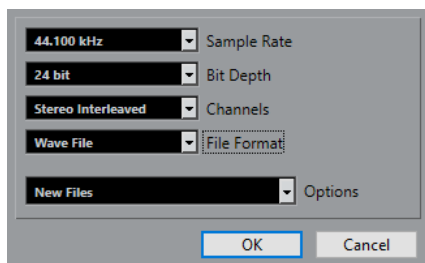 44.100 kHz Sample Rate
24 bit Bit Depth
Stereo Interleaved Channels
Wave File File Format
New Files Options
OK Cancel